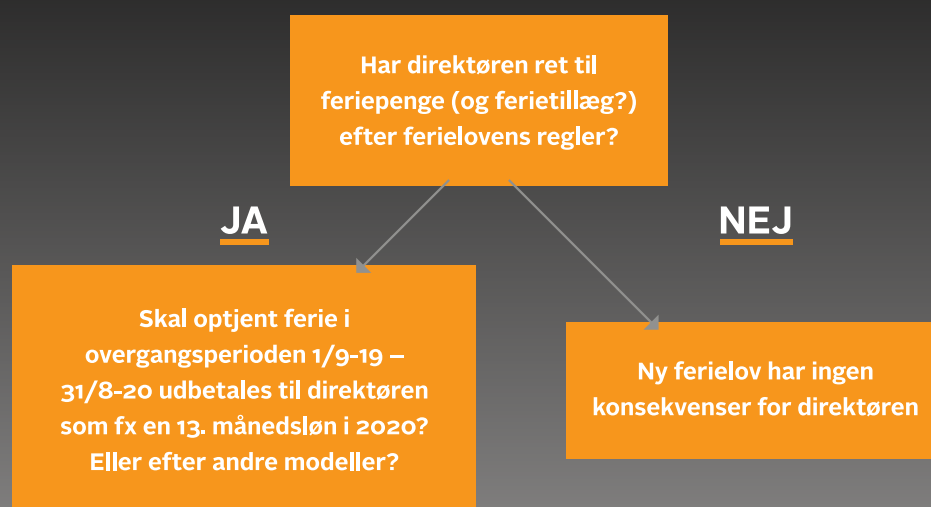 Har direktøren ret til
feriepenge (og ferietillæg?)
efter ferielovens regler?
JA
NEJ
Skal optjent ferie i
overgangsperioden 1/9-19 –
31/8-20 udbetales til direktøren
som fx en 13. månedsløn i 2020?
Eller efter andre modeller?
Ny ferielov har ingen
konsekvenser for direktøren